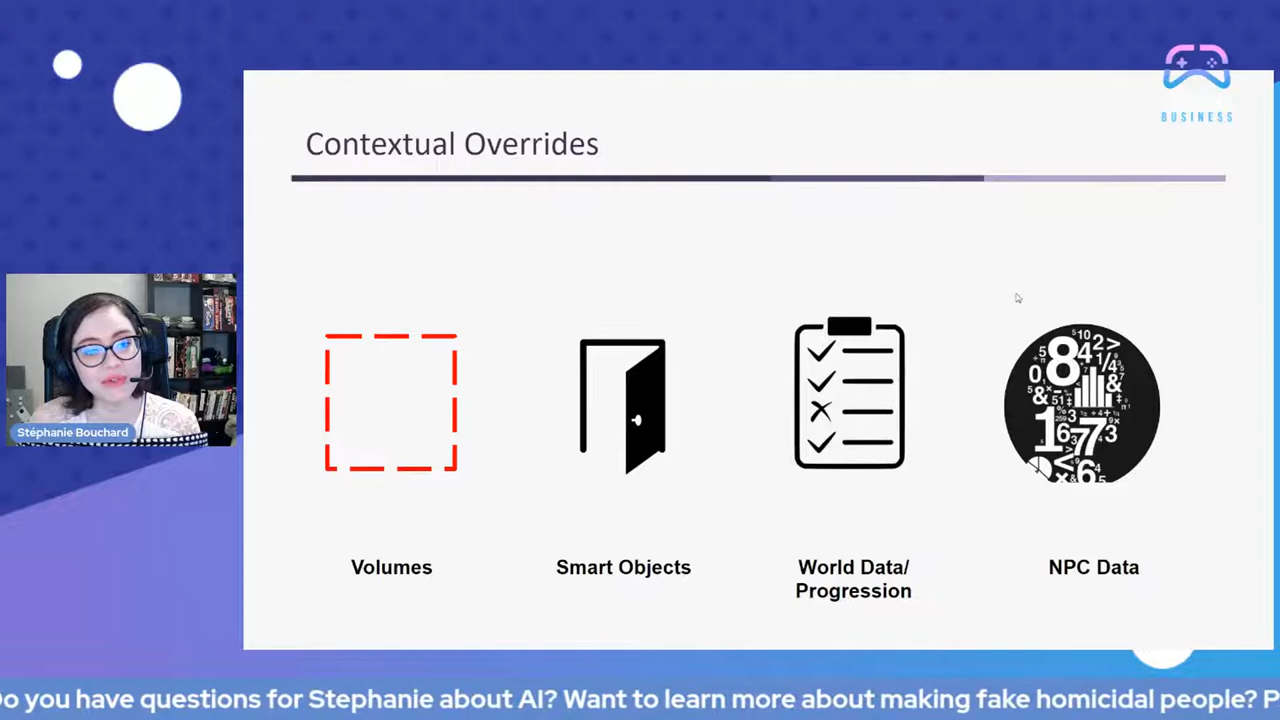 BUSINESS
Contextual Overrides
Stéphanie Bouchard
Volumes
Smart Objects
World Data/
Progression
NPC Data
Do you have questions for Stephanie about AI? Want to learn more about making fake homicidal people? P